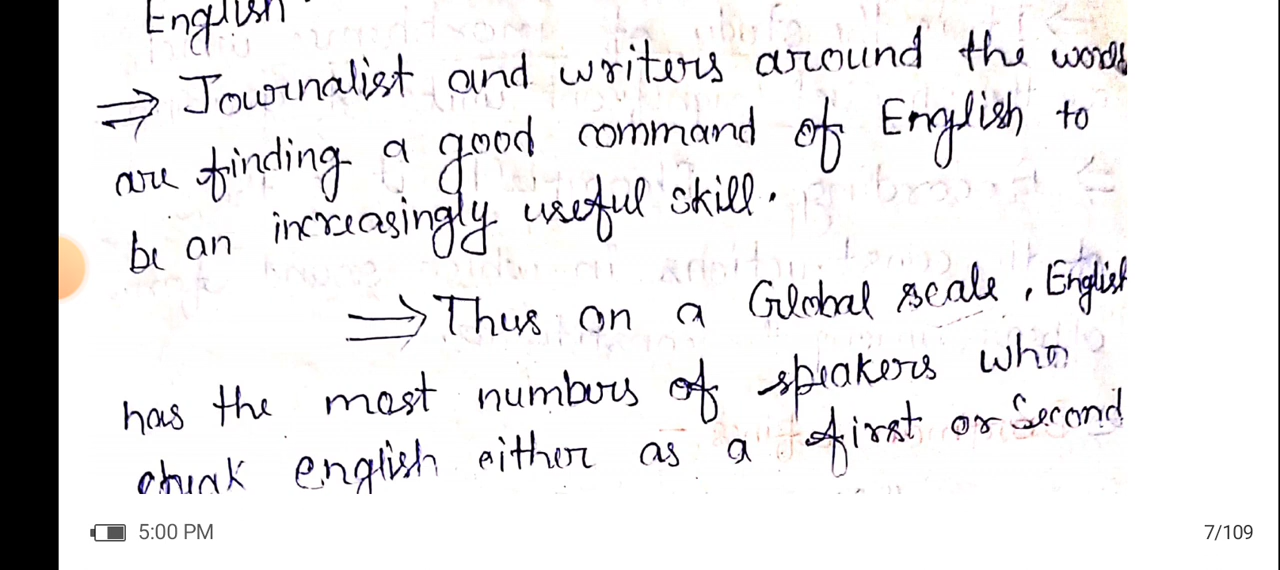 English
⇒ Journalist and writers around the words
are finding a good command of English to
be an increasingly useful skill.
⇒ Thus on a Global scale, English
has the most numbers of speakers who
speak english either as a first or Second
5:00 PM
7/109